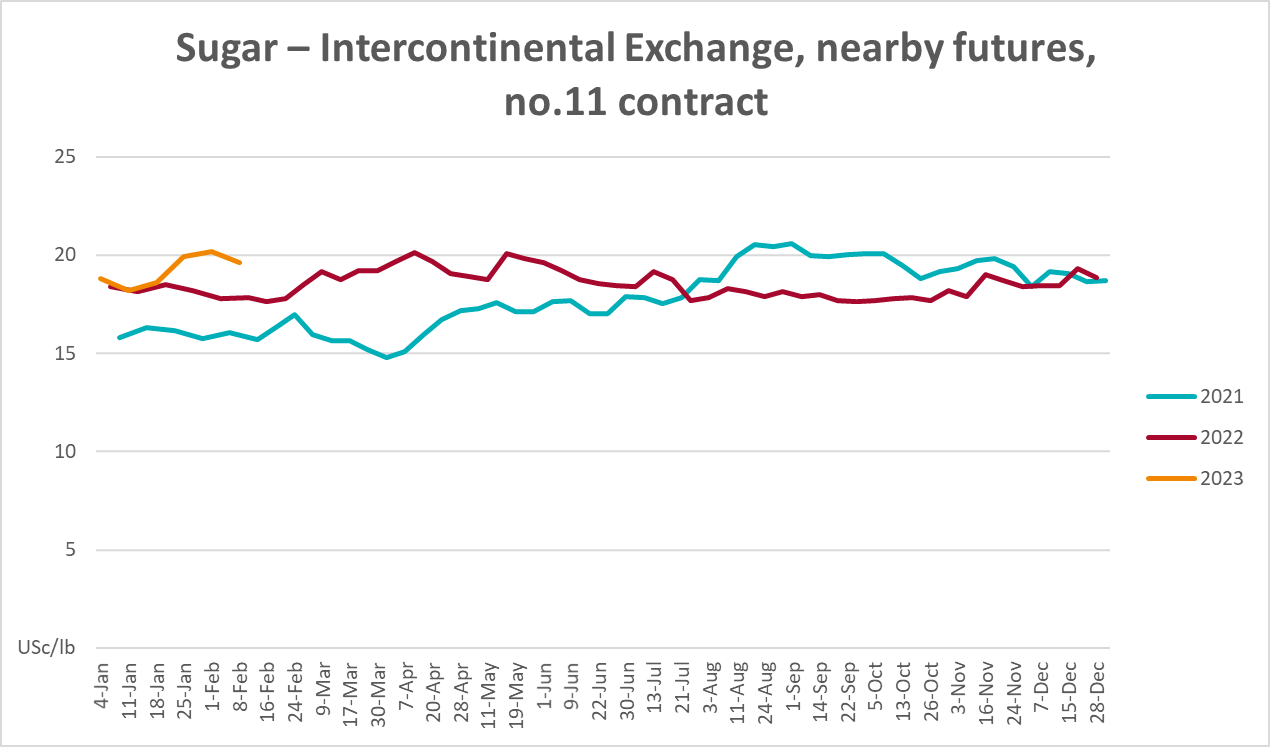 Sugar – Intercontinental Exchange, nearby futures,
no.11 contract
25
20
15
10
5
USc/lb
4-Jan
11-Jan
18-Jan
25-Jan
1-Feb
8-Feb
16-Feb
24-Feb
9-Mar
17-Mar
30-Mar
7-Apr
20-Apr
28-Apr
11-May
19-May
1-Jun
9-Jun
22-Jun
30-Jun
13-Jul
21-Jul
3-Aug
11-Aug
24-Aug
1-Sep
14-Sep
22-Sep
5-Oct
13-Oct
26-Oct
3-Nov
16-Nov
24-Nov
7-Dec
15-Dec
28-Dec
2021
2022
2023